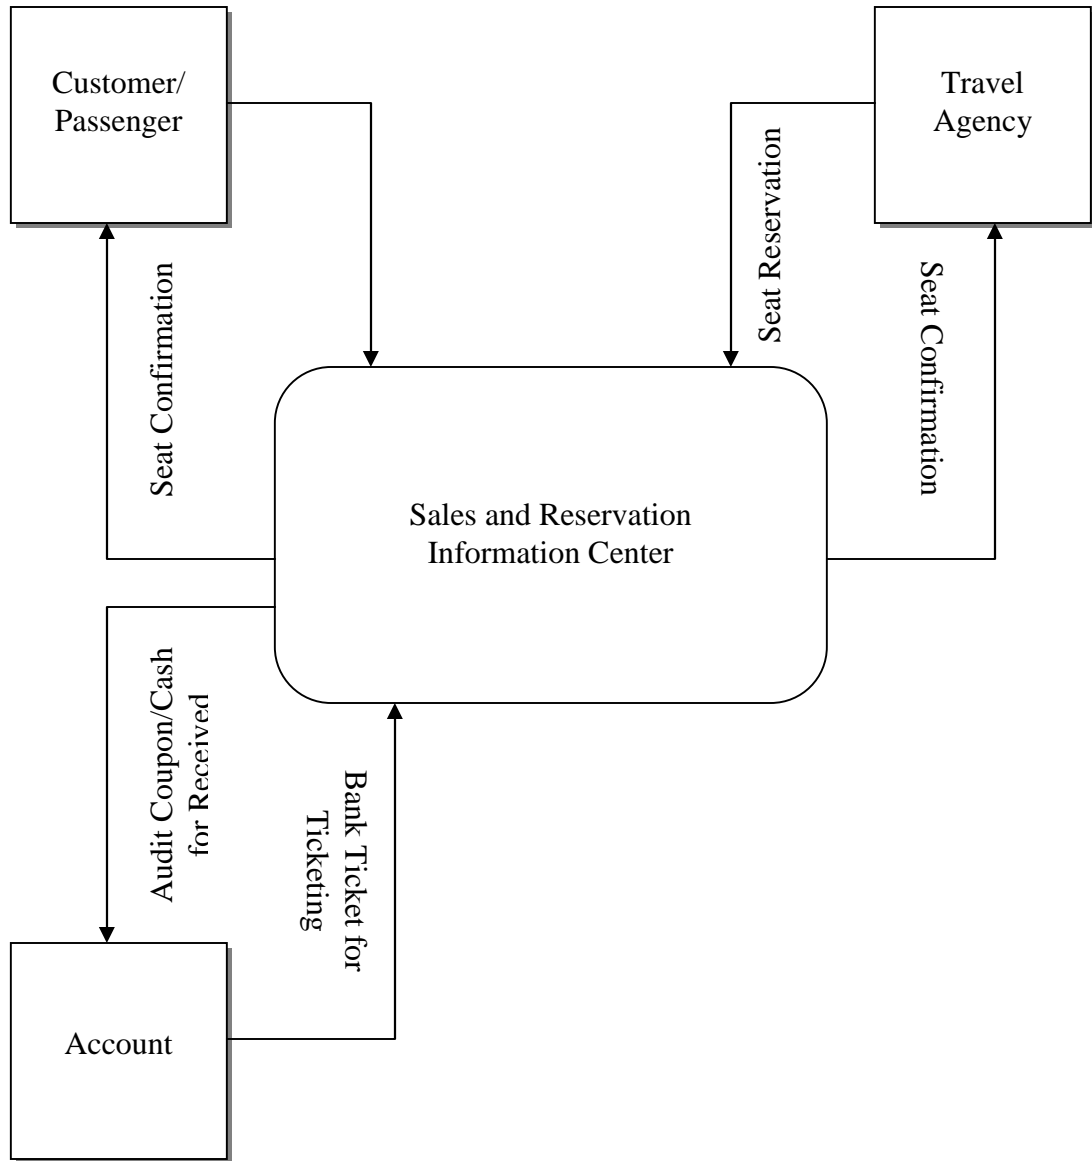 Customer/
Passenger
Travel
Agency
Seat Reservation
Seat Confirmation
Seat Confirmation
Sales and Reservation
Information Center
Audit Coupon/Cash
for Received
Bank Ticket for
Ticketing
Account